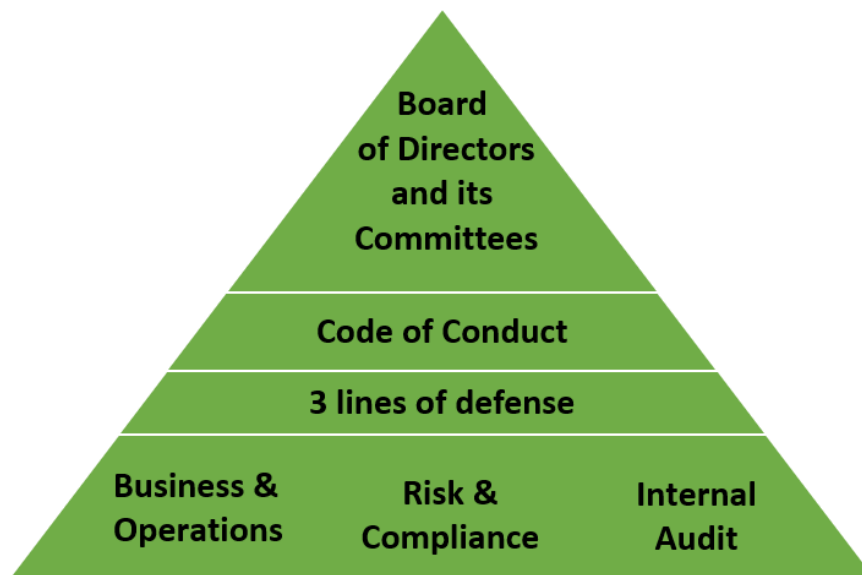 Board
of Directors
and its
Committees
Code of Conduct
3 lines of defense
Business &
Operations
Risk &
Compliance
Internal
Audit